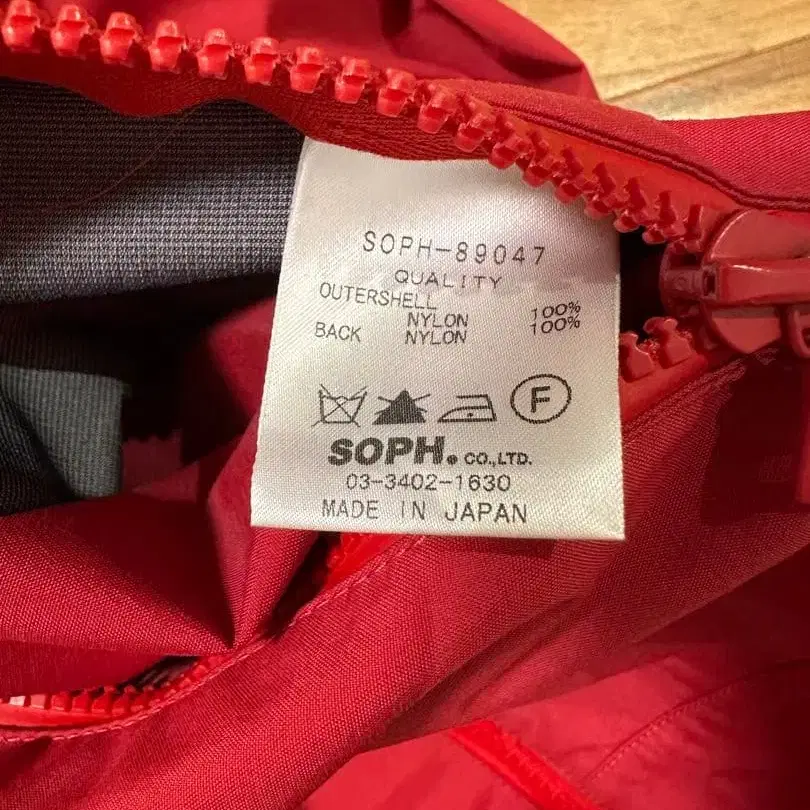 SOPH-89047
QUALITY
OUTERSHELL
NYLON 100%
BACK NYLON 100%
F
SOPH. CO.,LTD.
03-3402-1630
MADE IN JAPAN